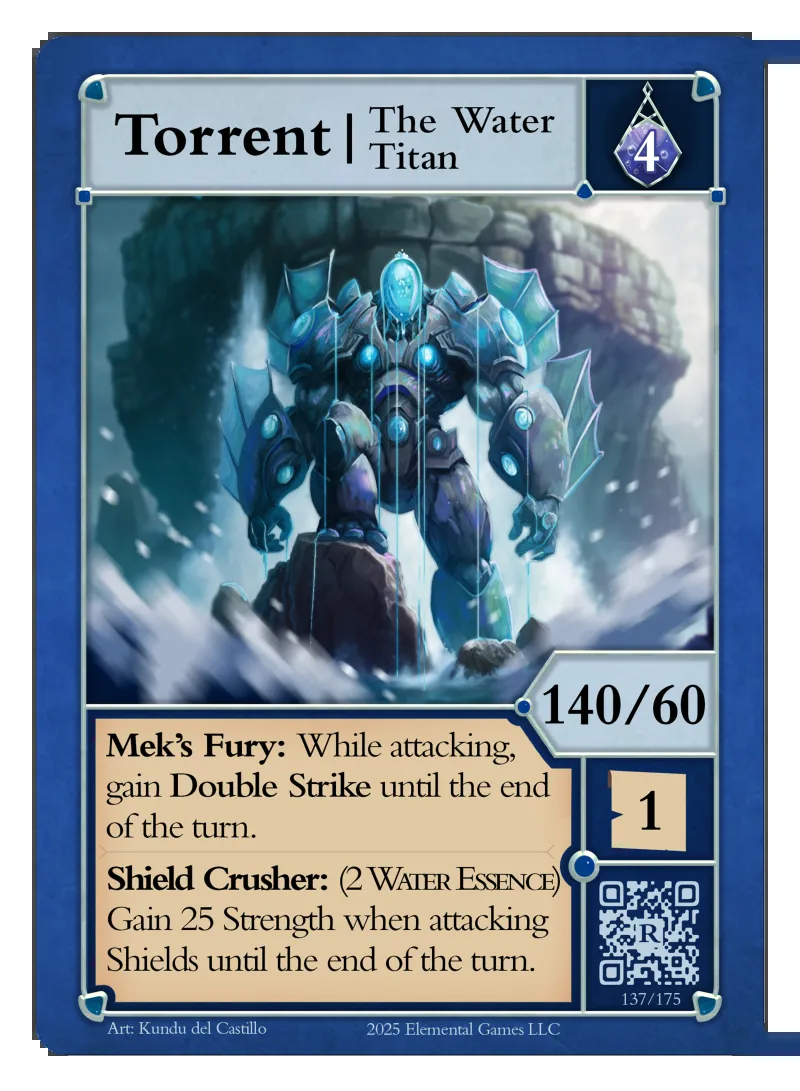 Torrent | The Water
Titan
4
140/60
Mek's Fury: While attacking,
gain Double Strike until the end
of the turn.
1
Shield Crusher: (2 WATER ESSENCE)
Gain 25 Strength when attacking
Shields until the end of the turn.
R
137/175
Art: Kundu del Castillo
2025 Elemental Games LLC